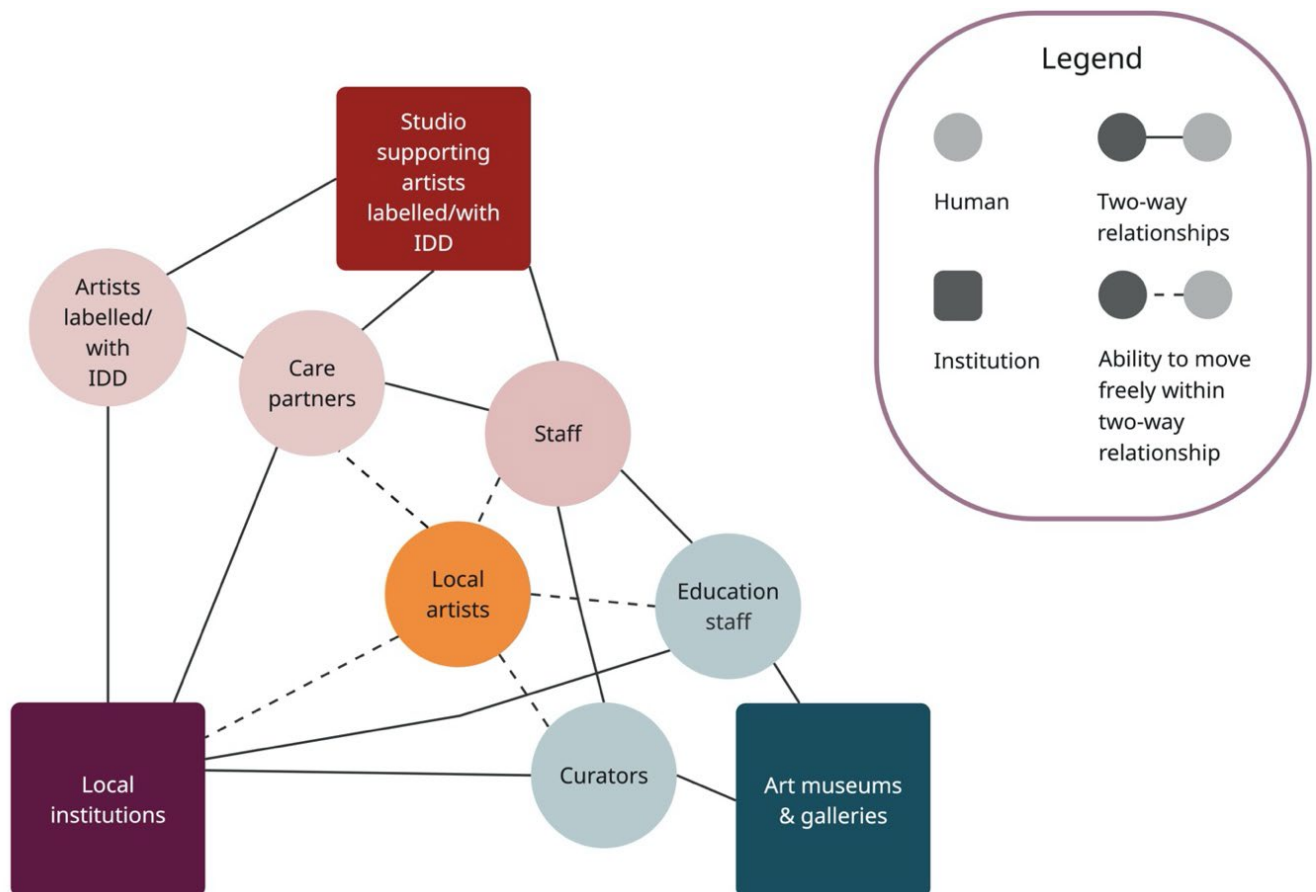 Legend
Human
Two-way
relationships
Institution
Ability to move
freely within
two-way
relationship
Studio
supporting
artists
labelled/with
IDD
Artists
labelled/
with
IDD
Care
partners
Staff
Local
artists
Education
staff
Local
institutions
Curators
Art museums
& galleries